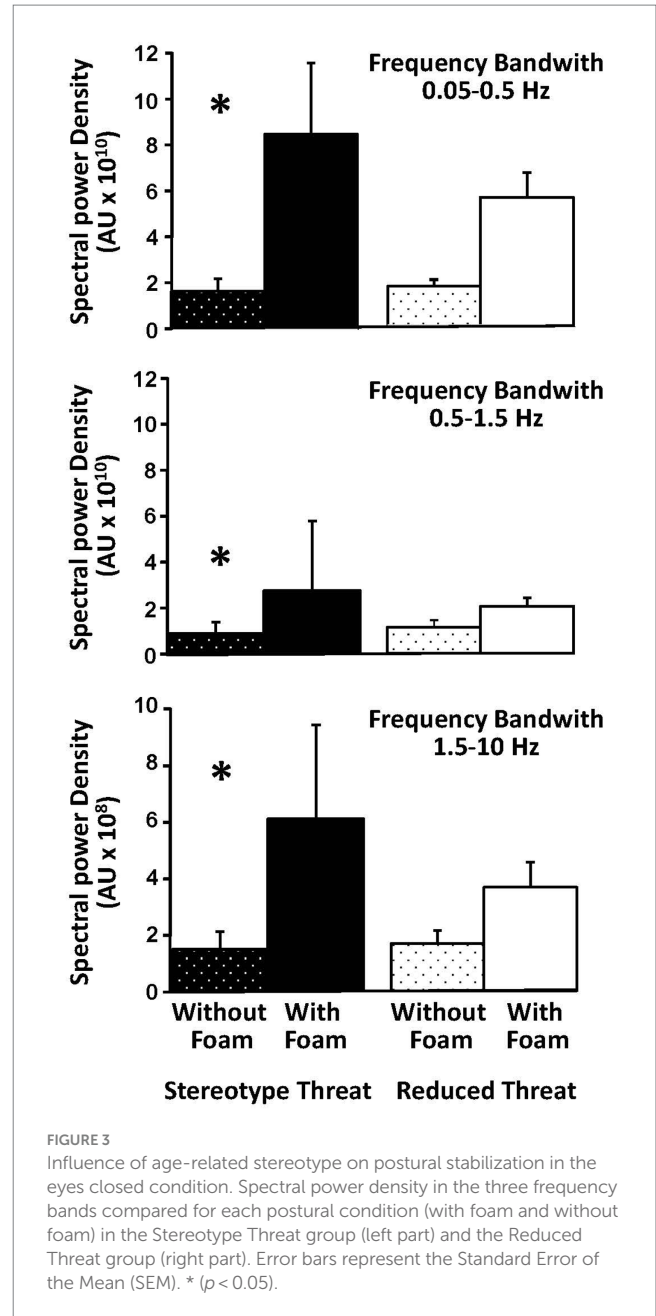 Frequency Bandwith
0.05-0.5 Hz
Spectral power Density
(AU x 10¹⁰)
12
10
8
6
4
2
0
*
Frequency Bandwith
0.5-1.5 Hz
Spectral power Density
(AU x 10¹⁰)
12
10
8
6
4
2
0
*
Frequency Bandwith
1.5-10 Hz
Spectral power Density
(AU x 10⁸)
10
8
6
4
2
0
*
Without With Without With
Foam Foam Foam Foam
Stereotype Threat Reduced Threat
FIGURE 3
Influence of age-related stereotype on postural stabilization in the
eyes closed condition. Spectral power density in the three frequency
bands compared for each postural condition (with foam and without
foam) in the Stereotype Threat group (left part) and the Reduced
Threat group (right part). Error bars represent the Standard Error of
the Mean (SEM). * (p < 0.05).